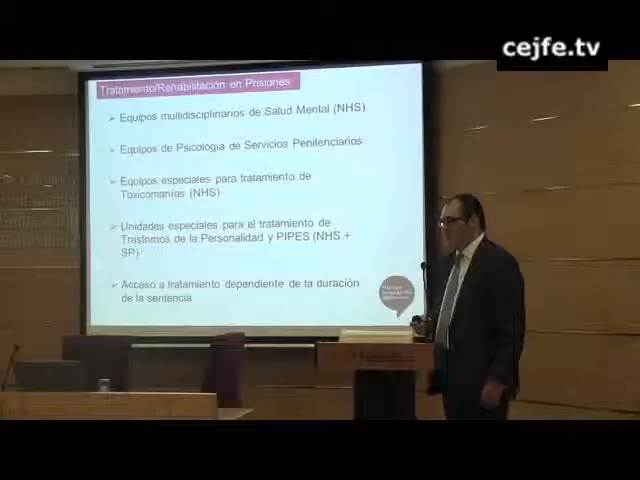 cejfe.tv
Tratamiento/Rehabilitación en Prisiones
Equipos multidisciplinarios de Salud Mental (NHS)
Equipos de Psicología de Servicios Penitenciarios
Equipos especiales para tratamiento de
Toxicomanías (NHS)
Unidades especiales para el tratamiento de
Trastornos de la Personalidad y PIPES (NHS +
SP)
Acceso a tratamiento dependiente de la duración
de la sentencia